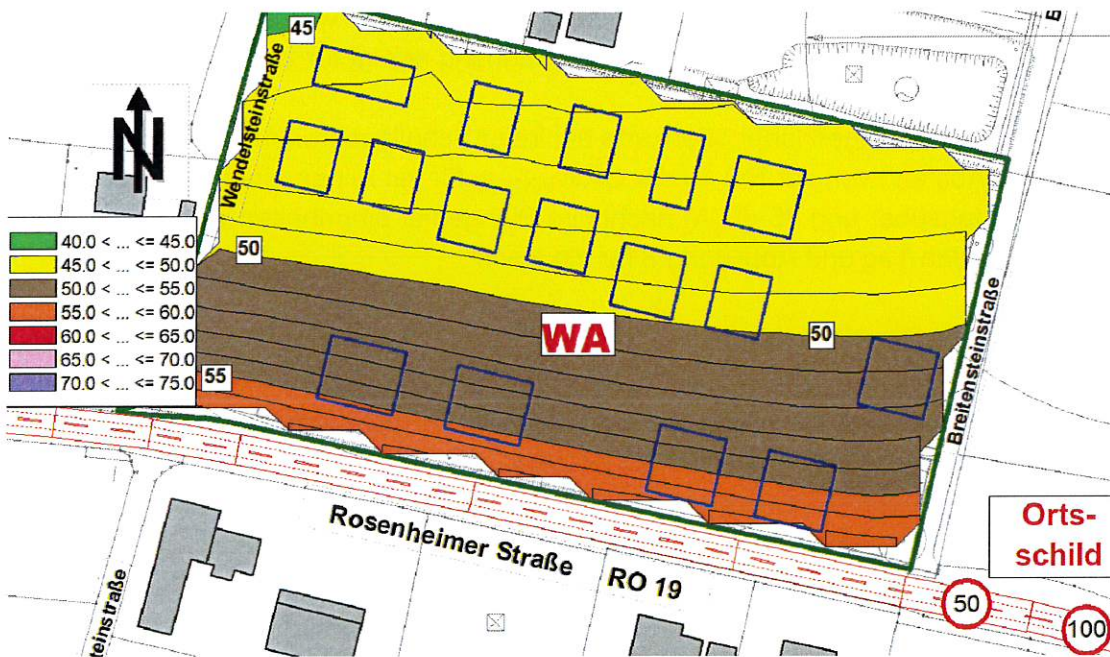 45
B
Wendelsteinstraße
N
40.0 < ... <= 45.0
45.0 < ... <= 50.0
50.0 < ... <= 55.0
55.0 < ... <= 60.0
60.0 < ... <= 65.0
65.0 < ... <= 70.0
70.0 < ... <= 75.0
50
WA
50
55
Breitensteinstraße
Rosenheimer Straße
RO 19
Orts-
schild
50
100
teinstraße